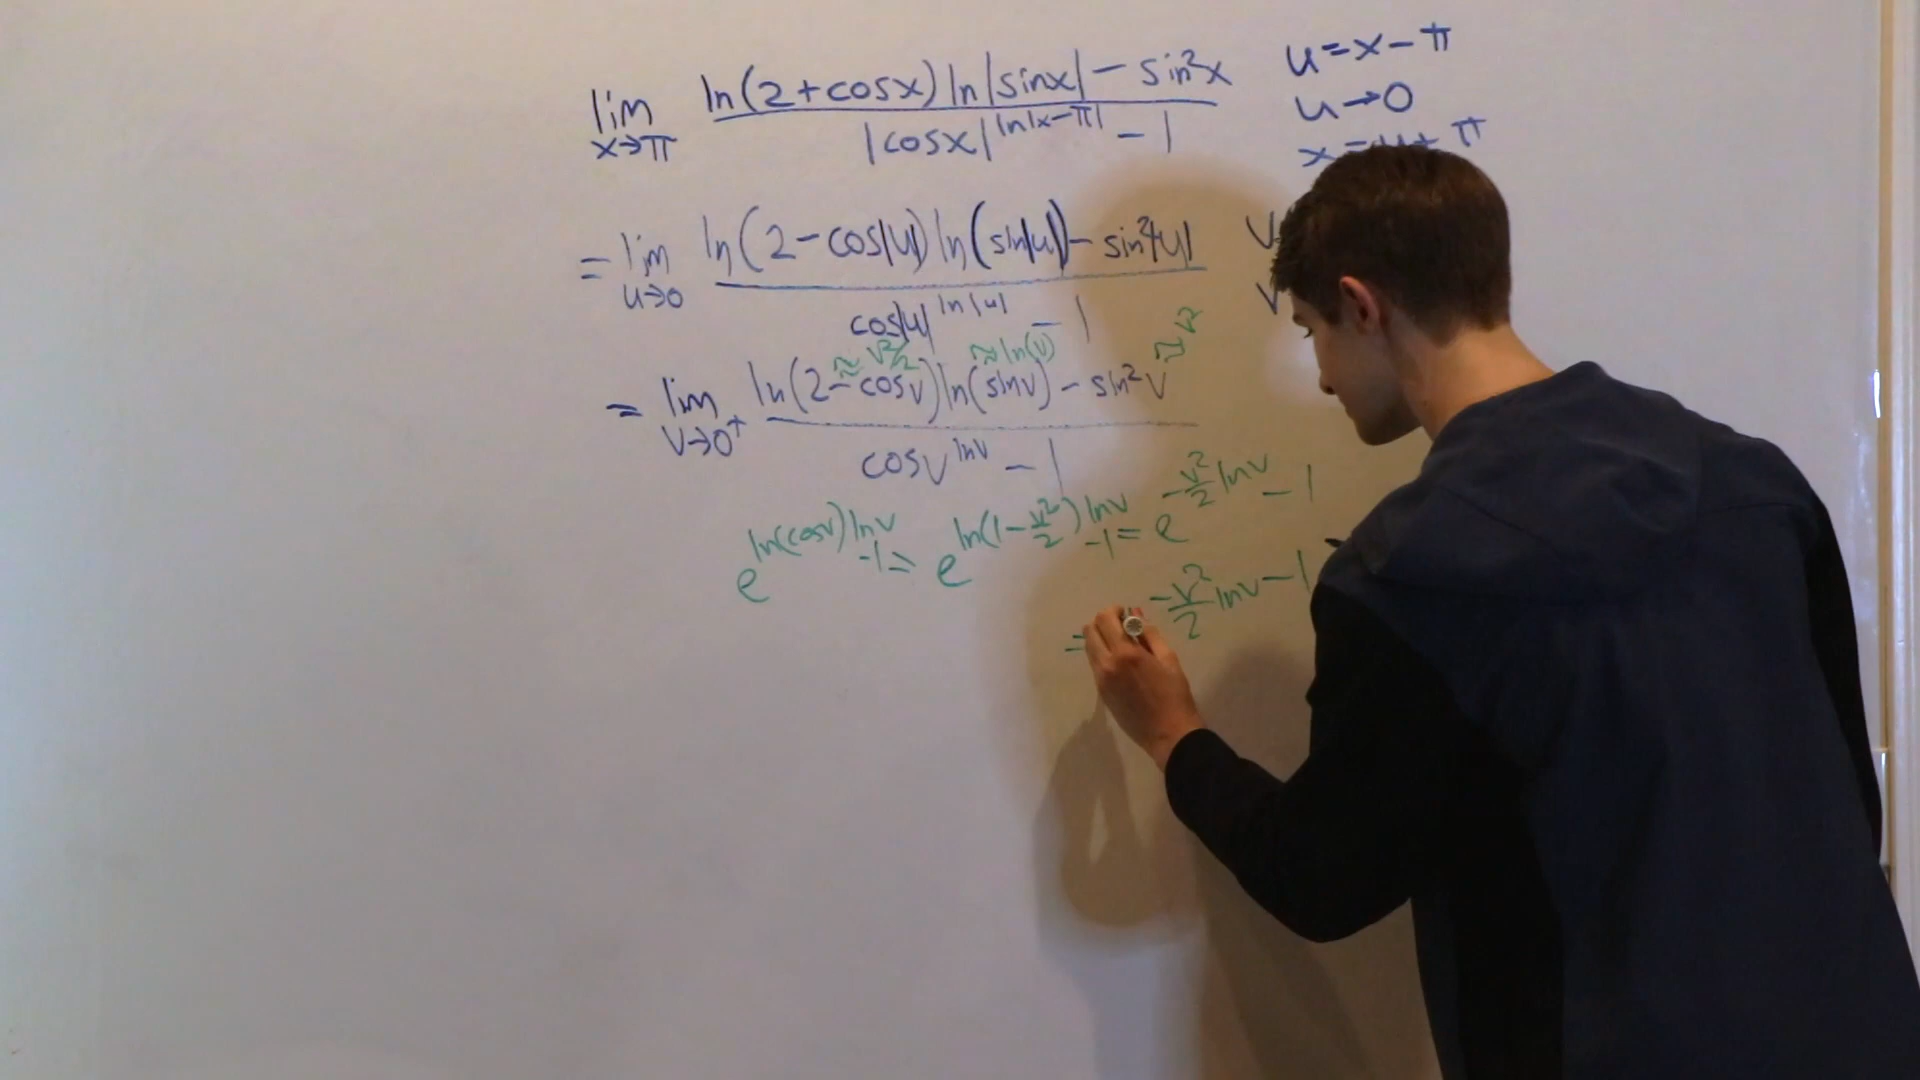 lim x→π ln(2+cosx) ln|sinx| - sin²x / |cosx|^ln|x-π| - 1
u=x-π
u→0
x=u+π
= lim u→0 ln(2-cos|u|) ln(sin|u|) - sin²|u| / cos|u|^ln|u| - 1
≈ v²/2 ≈ ln(v) ≈ v²
= lim v→0⁺ ln(2-cosv) ln(sinv) - sin²v / cosv^lnv - 1
e^ln(cosv)lnv -1 = e^ln(1-v²/2)lnv -1 = e^-v²/2 lnv - 1
= -v²/2 lnv - 1